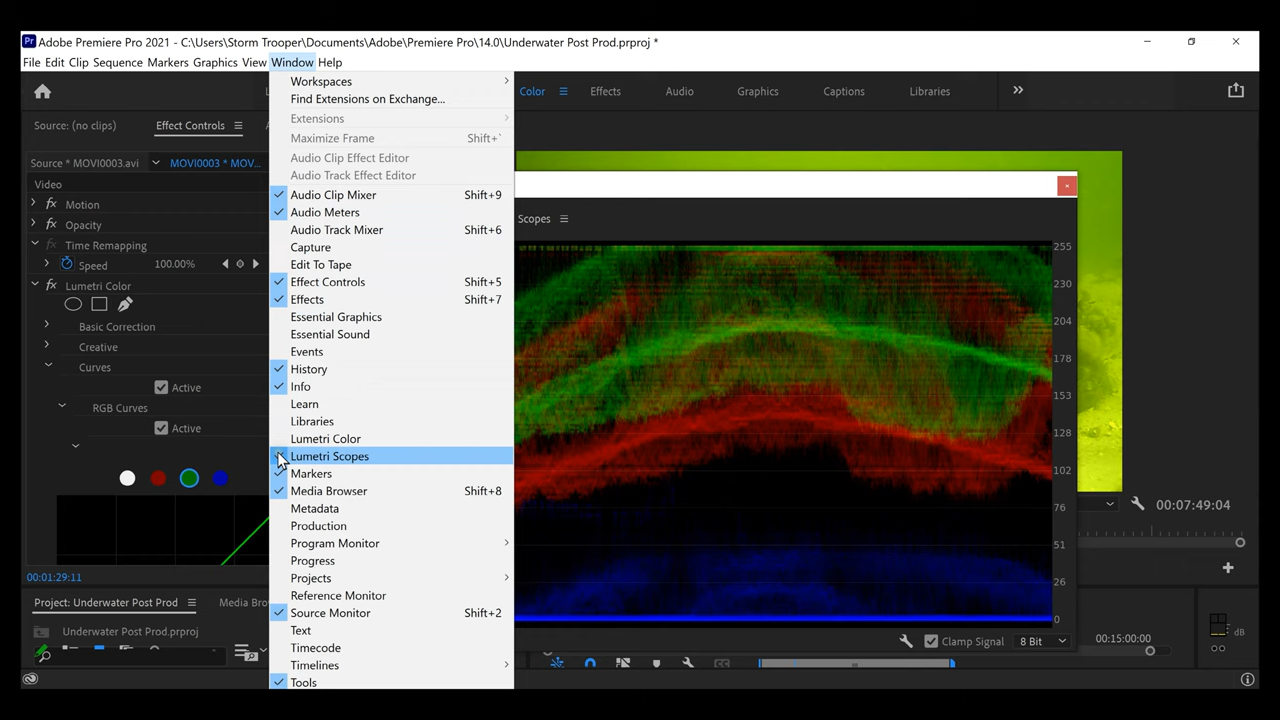 Pr Adobe Premiere Pro 2021 - C:\Users\Storm Trooper\Documents\Adobe\Premiere Pro\14.0\Underwater Post Prod.prproj *
File Edit Clip Sequence Markers Graphics View Window Help
Color Effects Audio Graphics Captions Libraries
Source: (no clips) Effect Controls
Source * MOVI0003.avi MOVI0003 * MOV...
Video
fx Motion
fx Opacity
fx Time Remapping
Speed 100.00%
fx Lumetri Color
Basic Correction
Creative
Curves
Active
RGB Curves
Active
00:01:29:11
Project: Underwater Post Prod Media Bro
Underwater Post Prod.prproj
Workspaces
Find Extensions on Exchange...
Extensions
Maximize Frame Shift+`
Audio Clip Effect Editor
Audio Track Effect Editor
Audio Clip Mixer Shift+9
Audio Meters
Audio Track Mixer Shift+6
Capture
Edit To Tape
Effect Controls Shift+5
Effects Shift+7
Essential Graphics
Essential Sound
Events
History
Info
Learn
Libraries
Lumetri Color
Lumetri Scopes
Markers
Media Browser Shift+8
Metadata
Production
Program Monitor
Progress
Projects
Reference Monitor
Source Monitor Shift+2
Text
Timecode
Timelines
Tools
Scopes
255
230
204
178
153
128
102
76
51
26
0
Clamp Signal 8 Bit
00:07:49:04
00:15:00:00
dB